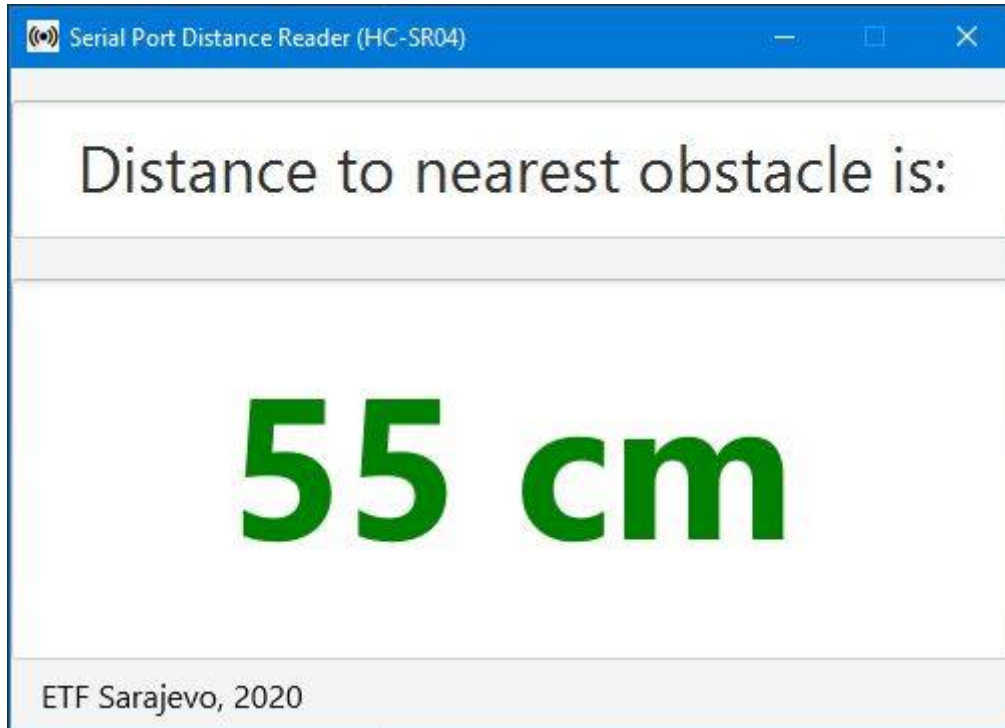 Serial Port Distance Reader (HC-SR04)
Distance to nearest obstacle is:
55 cm
ETF Sarajevo, 2020